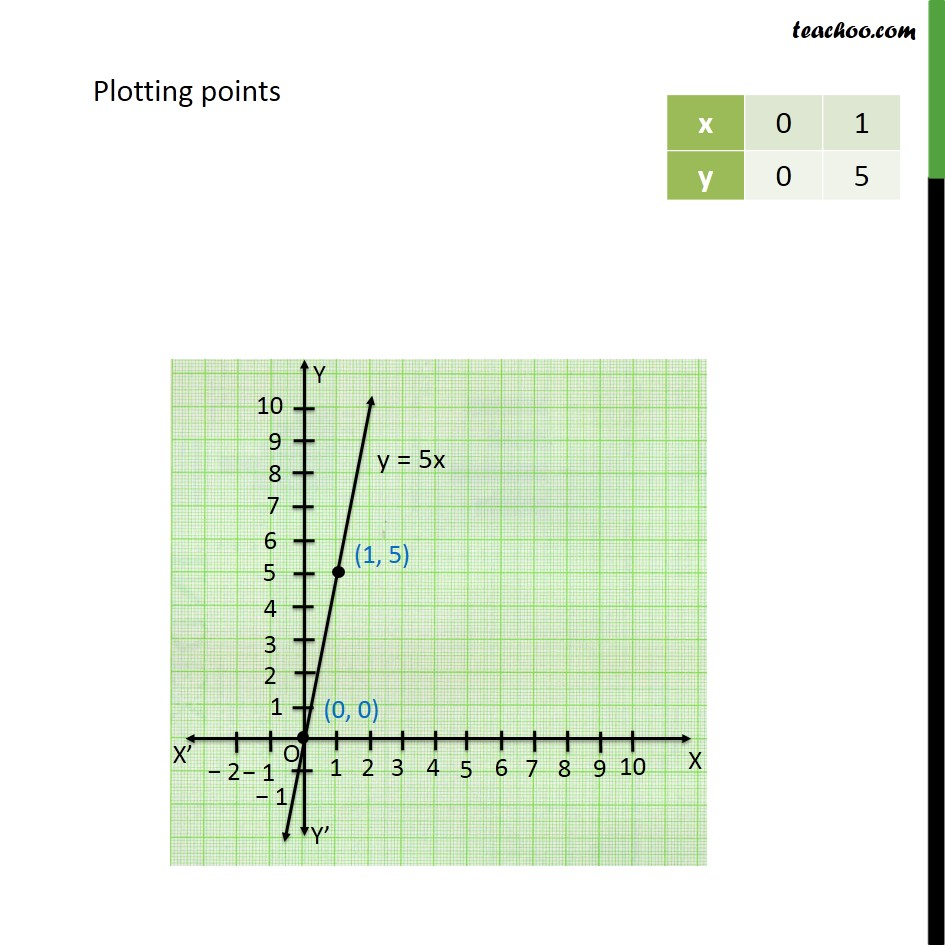 teachoo.com
Plotting points
x 0 1
y 0 5
Y
10
9
y = 5x
8
7
6
(1, 5)
5
4
3
2
1
(0, 0)
X’
O
X
– 2 – 1
1 2 3 4 5 6 7 8 9 10
– 1
Y’